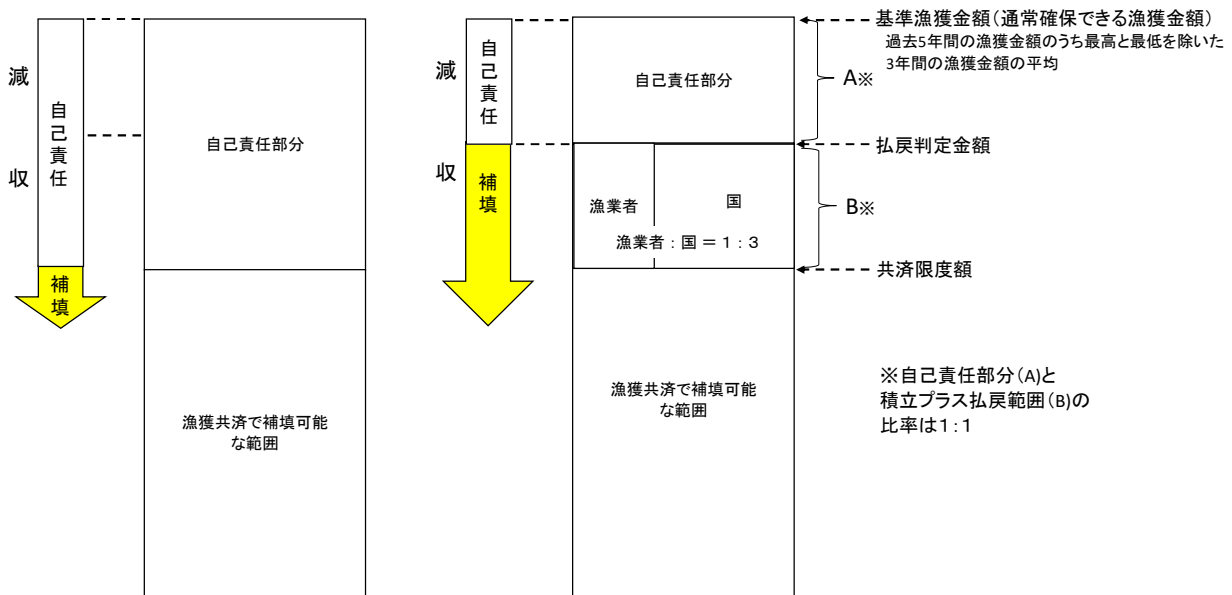 減
収
自己責任
補填
自己責任部分
漁獲共済で補填可能
な範囲
減
収
自己責任
補填
自己責任部分
漁業者
国
漁業者：国＝1：3
漁獲共済で補填可能
な範囲
基準漁獲金額（通常確保できる漁獲金額）
過去5年間の漁獲金額のうち最高と最低を除いた
3年間の漁獲金額の平均
A※
払戻判定金額
B※
共済限度額
※自己責任部分（A)と
積立プラス払戻範囲（B)の
比率は1：1